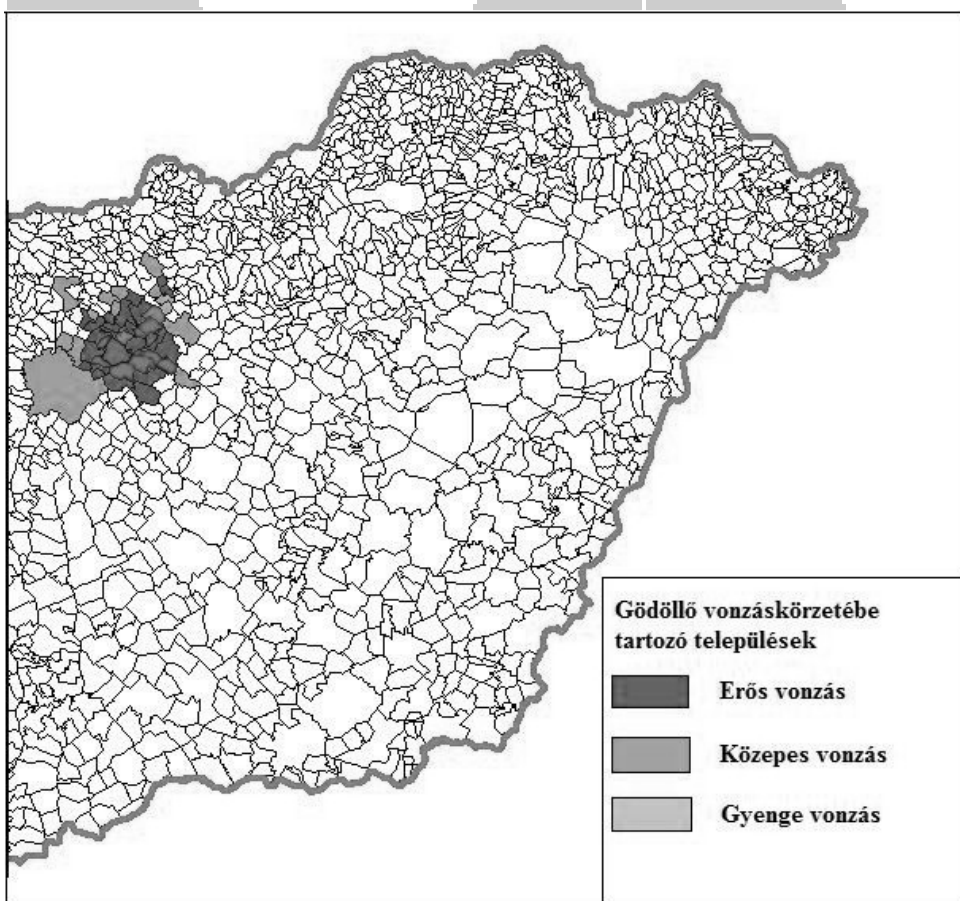 Gödöllő vonzáskörzetébe
tartozó települések
Erős vonzás
Közepes vonzás
Gyenge vonzás